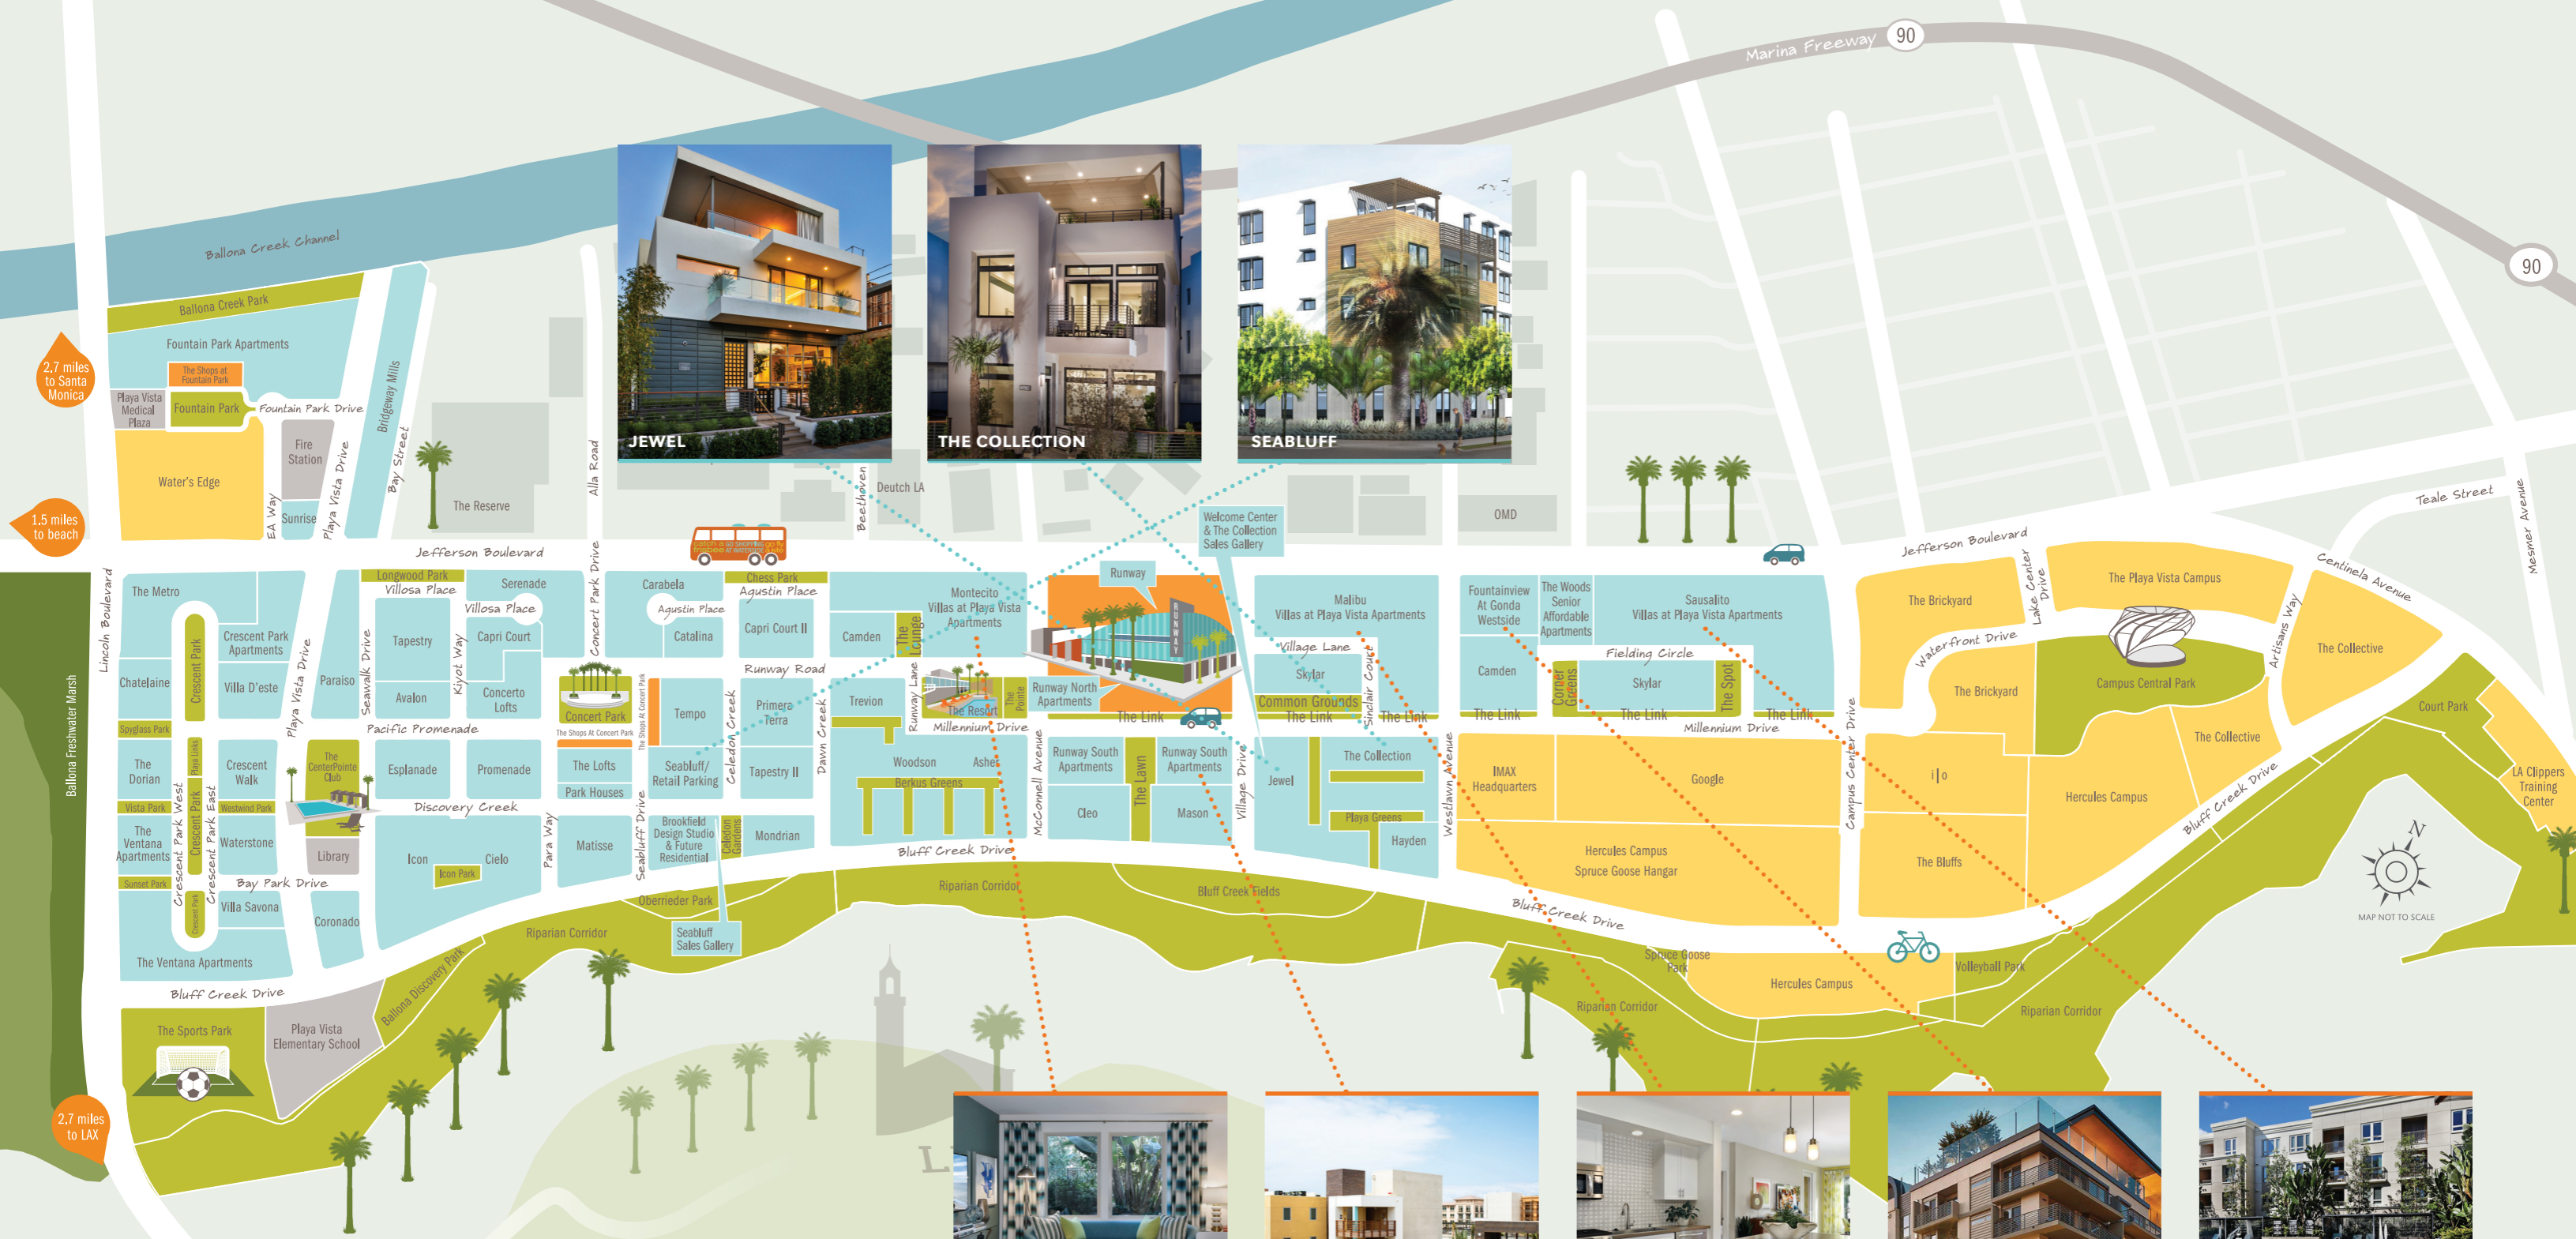 Marina Freeway
90
90
Ballona Creek Channel
Ballona Creek Park
Fountain Park Apartments
The Shops at
Fountain Park
Playa Vista
Medical
Plaza
Fountain Park
Fountain Park Drive
Bridgeway Mills
Bay Street
Water's Edge
Fire
Station
EA Way
Sunrise
Playa Vista Drive
2.7 miles
to Santa
Monica
1.5 miles
to beach
2.7 miles
to LAX
The Reserve
Alla Road
JEWEL
THE COLLECTION
SEABLUFF
Beethoven
Deutch LA
Welcome Center
& The Collection
Sales Gallery
OMD
Teale Street
Mesmer Avenue
Centinela Avenue
Jefferson Boulevard
Jefferson Boulevard
Lincoln Boulevard
Ballona Freshwater Marsh
The Metro
Crescent Park
Crescent Park
Apartments
Chatelaine
Villa D'este
Spyglass Park
Playa Vista Drive
Paraiso
Seawalk Drive
Longwood Park
Villosa Place
Serenade
Villosa Place
Tapestry
Kiyot Way
Capri Court
Avalon
Concerto
Lofts
Pacific Promenade
Concert Park Drive
Carabela
Chess Park
Agustin Place
Agustin Place
Catalina
Capri Court II
Camden
The
Lounge
Montecito
Villas at Playa Vista
Apartments
Runway
RUNWAY
Malibu
Villas at Playa Vista Apartments
Village Lane
Skylar
Sinclair Court
Common Grounds
Fountainview
At Gonda
Westside
The Woods
Senior
Affordable
Apartments
Sausalito
Villas at Playa Vista Apartments
Fielding Circle
Camden
Corner
Greens
Skylar
The Spot
The Link
The Link
The Link
The Link
The Link
The Link
Millennium Drive
Millennium Drive
Runway Road
Concert Park
The Shops At Concert Park
The Shops At Concert Park
Tempo
Celedon Creek
Primera
Terra
Dawn Creek
Trevion
Runway Lane
The Resort
The
Pointe
Runway North
Apartments
The
Dorian
Playa Links
Crescent
Walk
The
CenterPointe
Club
Esplanade
Promenade
The Lofts
Park Houses
Seabluff/
Retail Parking
Tapestry II
Woodson
Asher
Berkus Greens
McConnell Avenue
Runway South
Apartments
The Lawn
Runway South
Apartments
Cleo
Mason
Village Drive
Jewel
The Collection
Playa Greens
Hayden
Westlawn Avenue
IMAX
Headquarters
Google
Hercules Campus
Spruce Goose Hangar
Campus Center Drive
The Brickyard
Lake Center
Drive
Waterfront Drive
The Brickyard
The Playa Vista Campus
Campus Central Park
Artisans Way
The Collective
The Collective
i|o
Hercules Campus
The Bluffs
Court Park
LA Clippers
Training
Center
Bluff Creek Drive
Vista Park
Crescent Park West
Crescent Park
Crescent Park East
Westwind Park
Discovery Creek
The
Ventana
Apartments
Waterstone
Library
Icon
Cielo
Icon Park
Para Way
Matisse
Seabluff Drive
Brookfield
Design Studio
& Future
Residential
Celedon
Gardens
Mondrian
Bluff Creek Drive
Sunset Park
Bay Park Drive
Crescent Park
Villa Savona
Coronado
The Ventana Apartments
Bluff Creek Drive
Oberrieder Park
Seabluff
Sales Gallery
Riparian Corridor
Riparian Corridor
Bluff Creek Fields
Bluff Creek Drive
Spruce Goose
Park
Hercules Campus
Volleyball Park
Riparian Corridor
Riparian Corridor
Ballona Discovery Park
The Sports Park
Playa Vista
Elementary School
N
MAP NOT TO SCALE
L